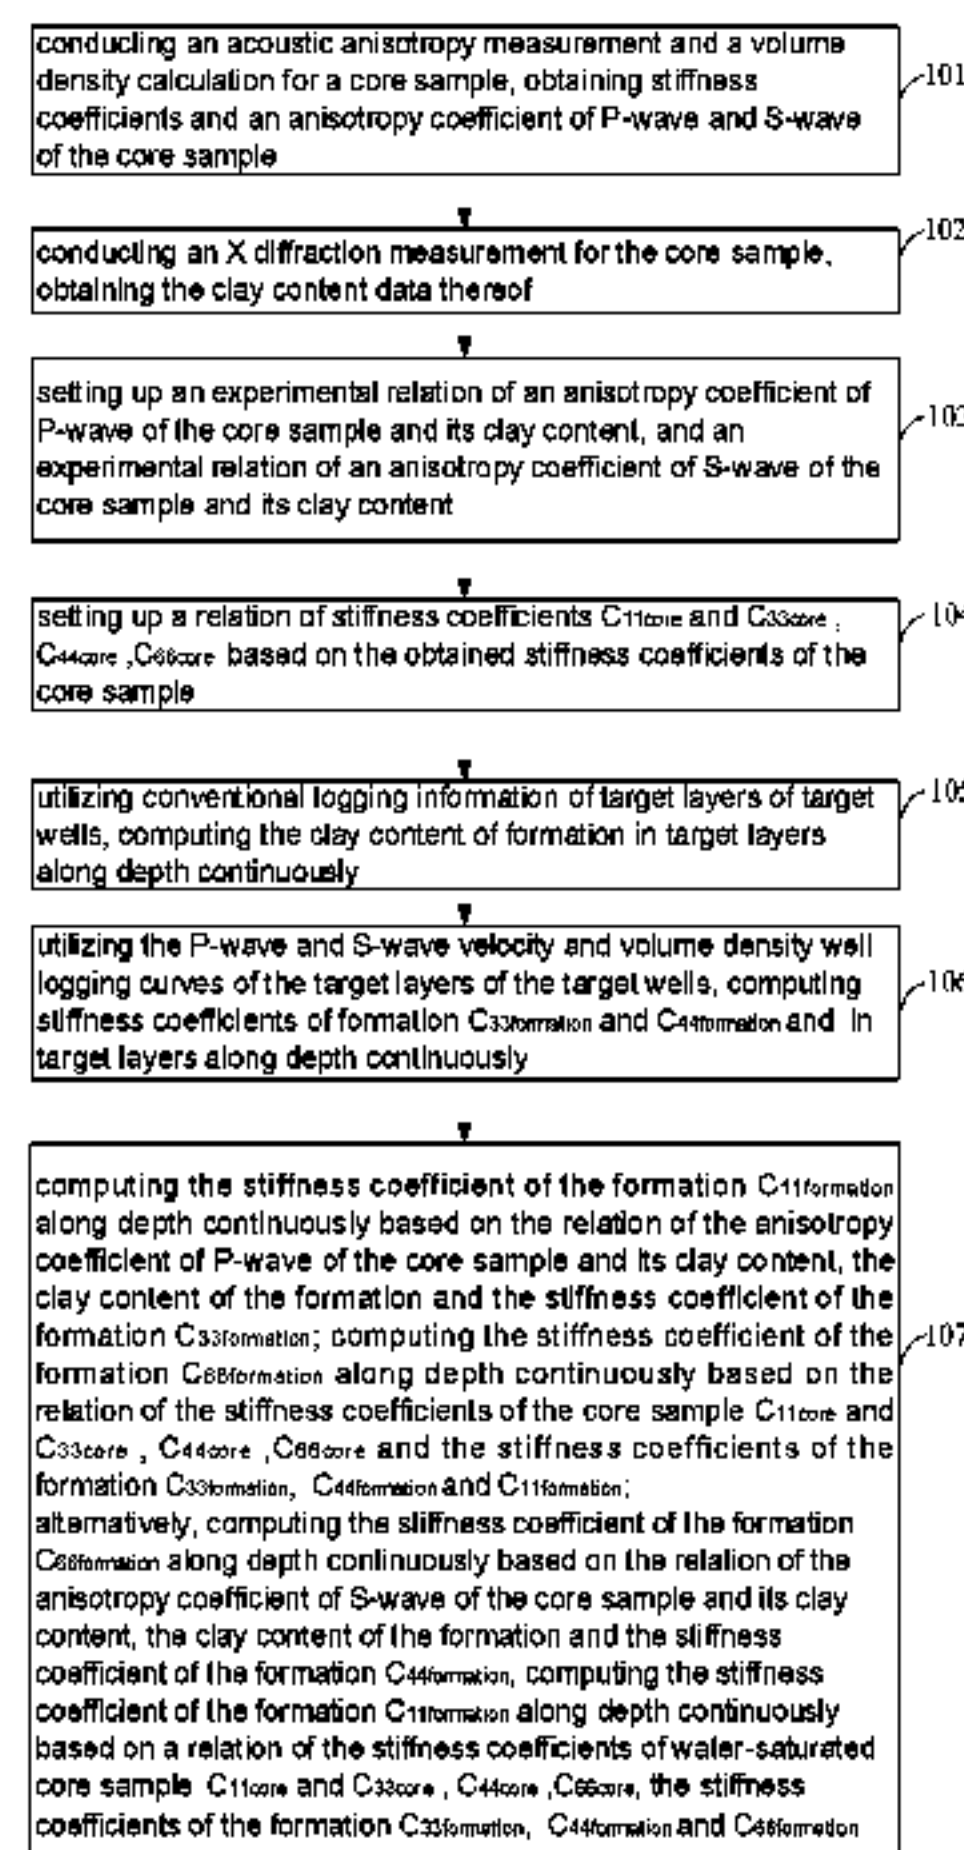 conducting an acoustic anisotropy measurement and a volume
density calculation for a core sample, obtaining stiffness
coefficients and an anisotropy coefficient of P-wave and S-wave
of the core sample
101
conducting an X diffraction measurement for the core sample,
obtaining the clay content data thereof
102
setting up an experimental relation of an anisotropy coefficient of
P-wave of the core sample and its clay content, and an
experimental relation of an anisotropy coefficient of S-wave of the
core sample and its clay content
103
setting up a relation of stiffness coefficients C11core and C33core ,
C44core ,C66core based on the obtained stiffness coefficients of the
core sample
104
utilizing conventional logging information of target layers of target
wells, computing the clay content of formation in target layers
along depth continuously
105
utilizing the P-wave and S-wave velocity and volume density well
logging curves of the target layers of the target wells, computing
stiffness coefficients of formation C33formation and C44formation and in
target layers along depth continuously
106
computing the stiffness coefficient of the formation C11formation
along depth continuously based on the relation of the anisotropy
coefficient of P-wave of the core sample and its clay content, the
clay content of the formation and the stiffness coefficient of the
formation C33formation; computing the stiffness coefficient of the
formation C66formation along depth continuously based on the
relation of the stiffness coefficients of the core sample C11core and
C33core , C44core ,C66core and the stiffness coefficients of the
formation C33formation, C44formation and C11formation;
alternatively, computing the stiffness coefficient of the formation
C66formation along depth continuously based on the relation of the
anisotropy coefficient of S-wave of the core sample and its clay
content, the clay content of the formation and the stiffness
coefficient of the formation C44formation, computing the stiffness
coefficient of the formation C11formation along depth continuously
based on a relation of the stiffness coefficients of water-saturated
core sample C11core and C33core , C44core ,C66core, the stiffness
coefficients of the formation C33formation, C44formation and C66formation
107